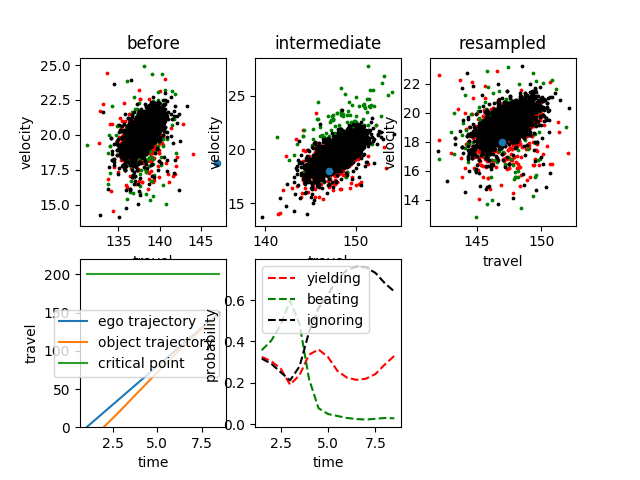 before
intermediate
resampled
25.0
22.5
20.0
17.5
15.0
velocity
135
140
145
travel
25
20
15
velocity
140
150
travel
22
20
18
16
14
velocity
145
150
travel
200
150
100
50
0
travel
ego trajectory
object trajectory
critical point
2.5
5.0
7.5
time
0.6
0.4
0.2
0.0
probability
yielding
beating
ignoring
2.5
5.0
7.5
time